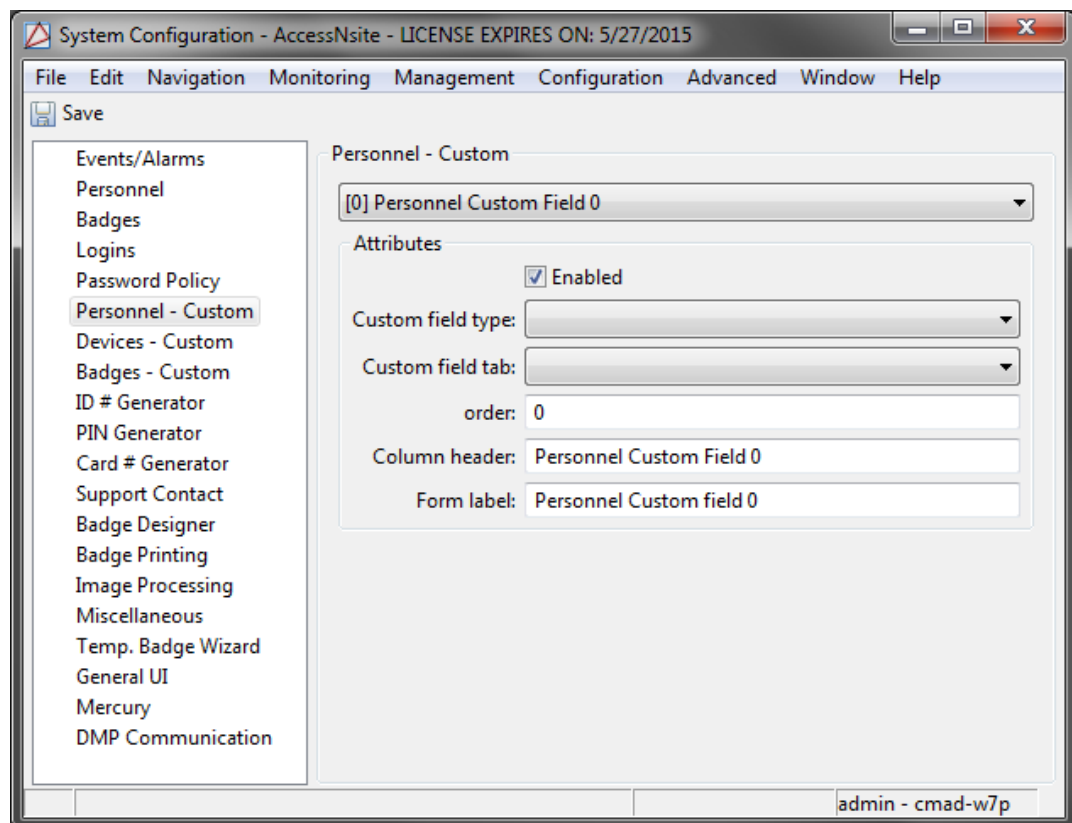 System Configuration - AccessNsite - LICENSE EXPIRES ON: 5/27/2015
File Edit Navigation Monitoring Management Configuration Advanced Window Help
Save
Events/Alarms
Personnel
Badges
Logins
Password Policy
Personnel - Custom
Devices - Custom
Badges - Custom
ID # Generator
PIN Generator
Card # Generator
Support Contact
Badge Designer
Badge Printing
Image Processing
Miscellaneous
Temp. Badge Wizard
General UI
Mercury
DMP Communication
Personnel - Custom
[0] Personnel Custom Field 0
Attributes
Enabled
Custom field type:
Custom field tab:
order: 0
Column header: Personnel Custom Field 0
Form label: Personnel Custom field 0
admin - cmad-w7p